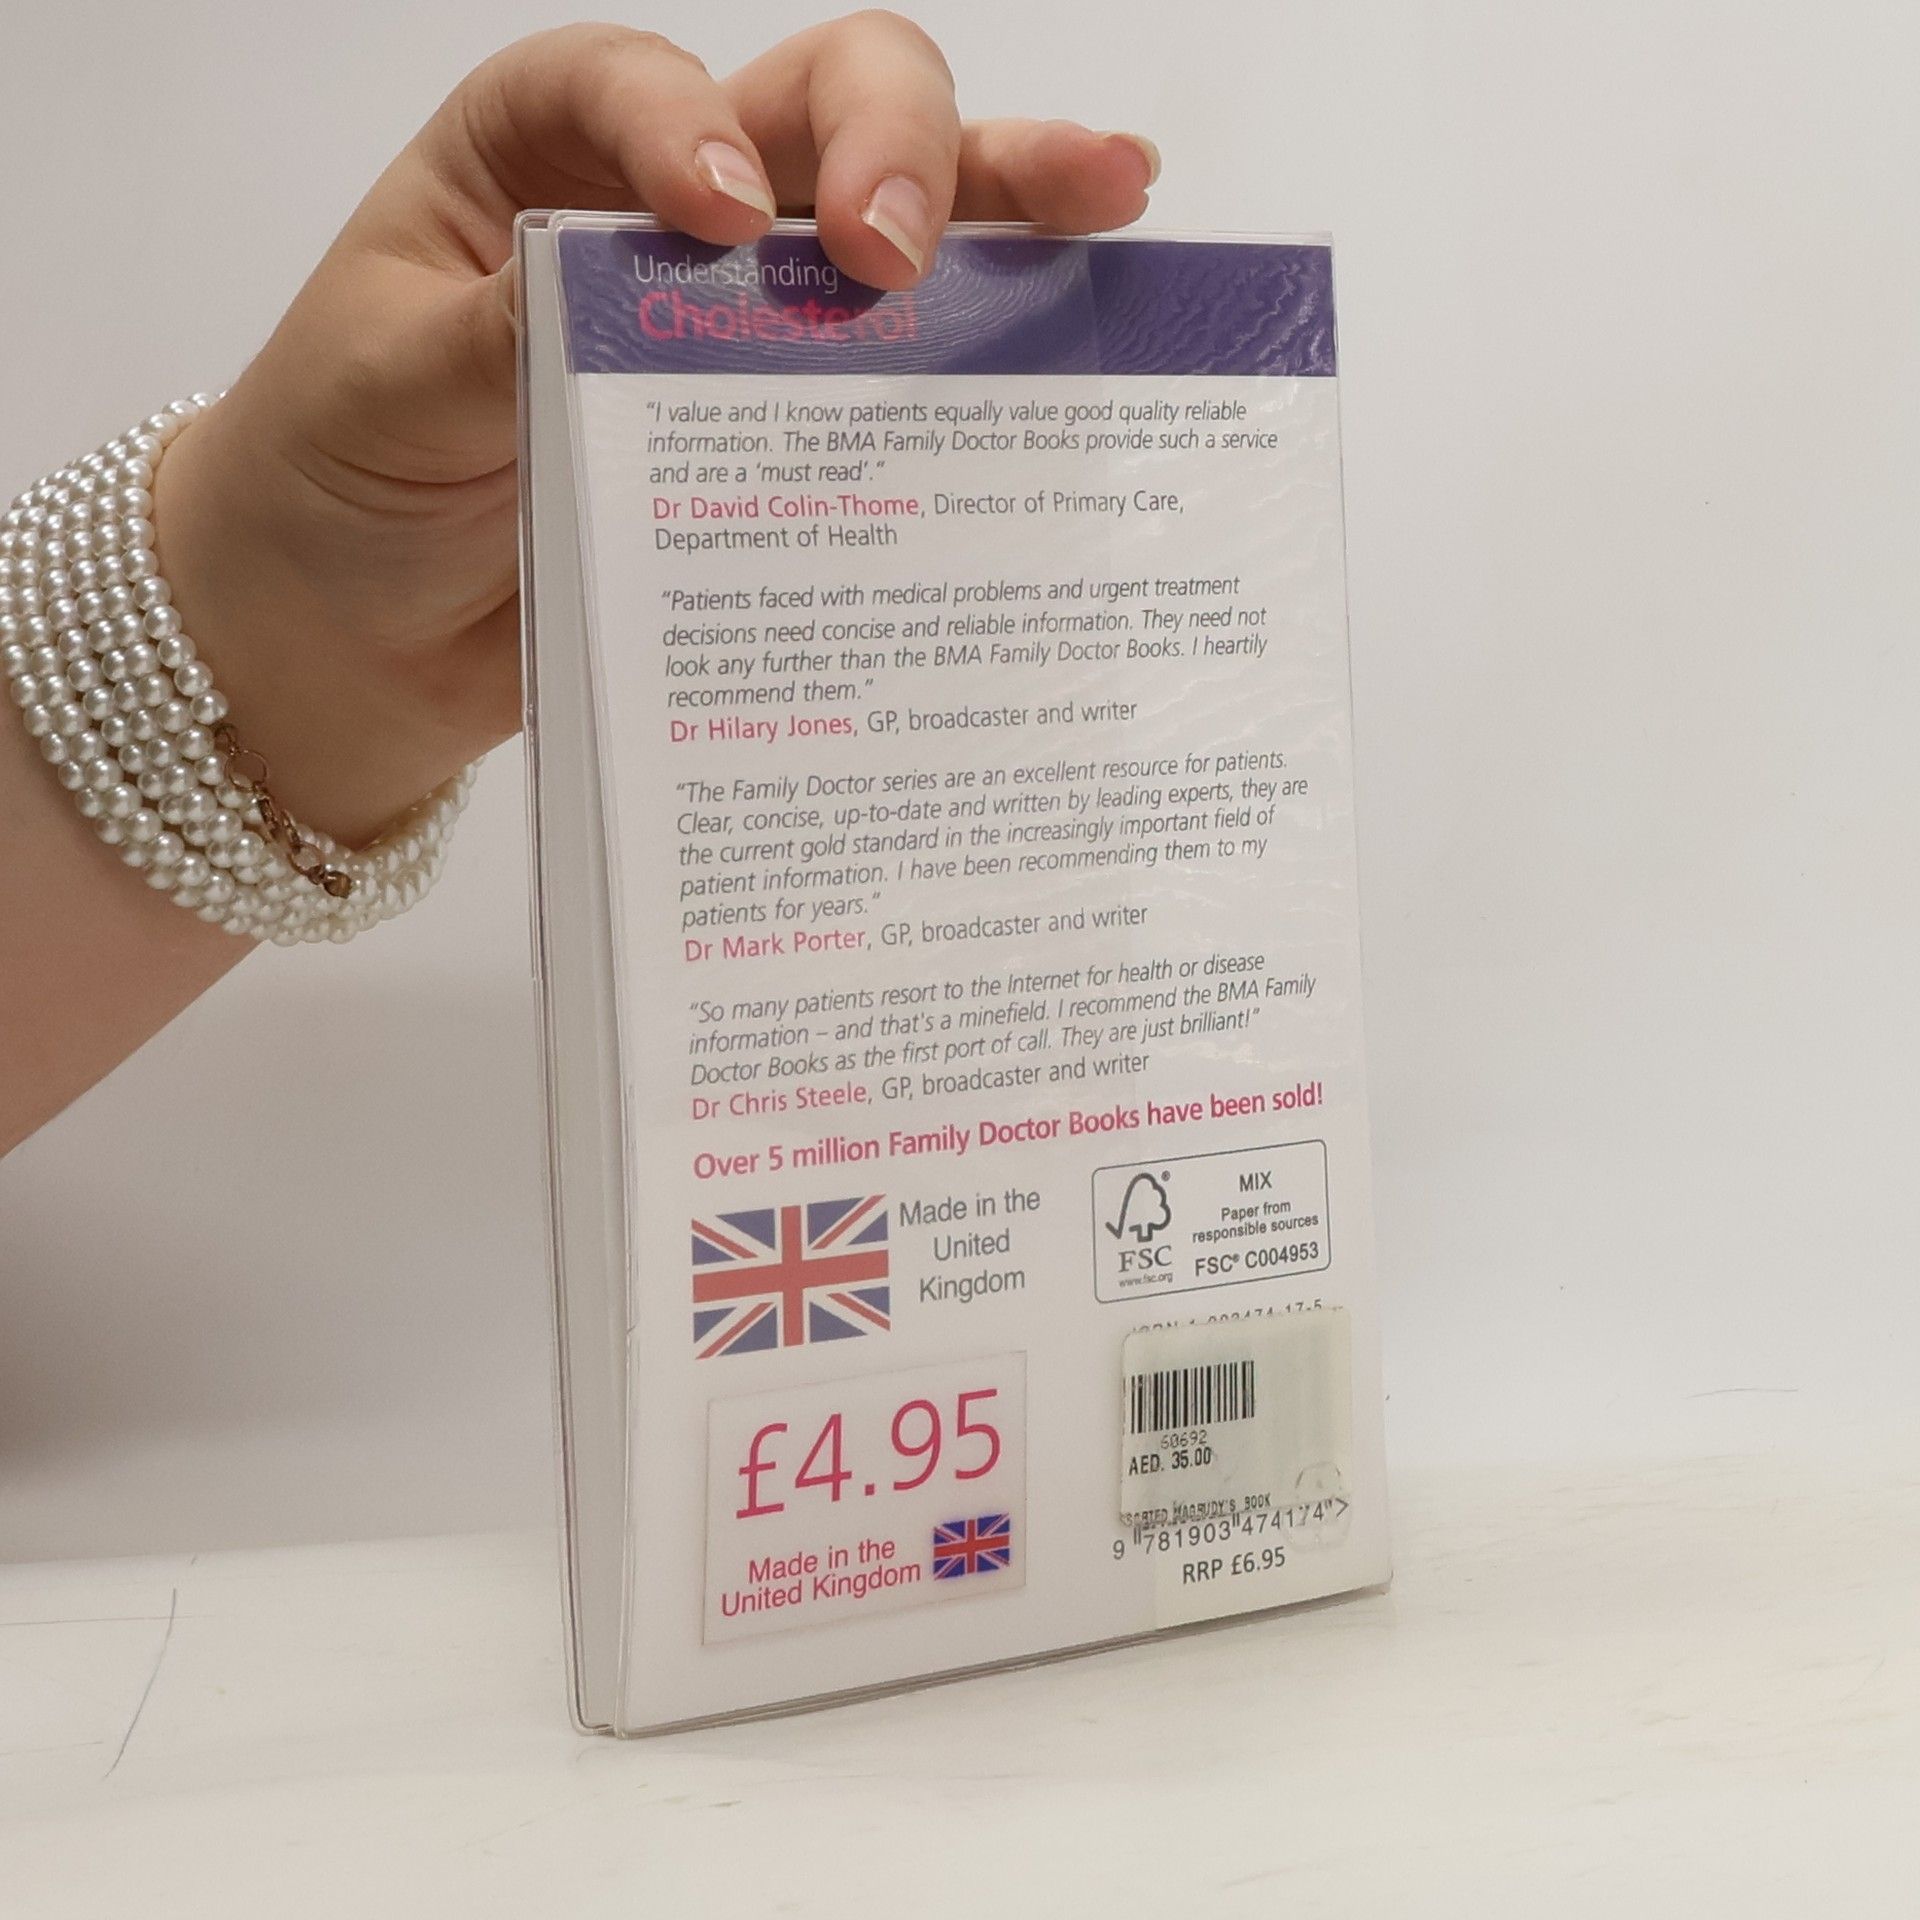 Understanding
Cholesterol
“I value and I know patients equally value good quality reliable
information. The BMA Family Doctor Books provide such a service
and are a ‘must read’.”
Dr David Colin-Thome, Director of Primary Care,
Department of Health
“Patients faced with medical problems and urgent treatment
decisions need concise and reliable information. They need not
look any further than the BMA Family Doctor Books. I heartily
recommend them.”
Dr Hilary Jones, GP, broadcaster and writer
“The Family Doctor series are an excellent resource for patients.
Clear, concise, up-to-date and written by leading experts, they are
the current gold standard in the increasingly important field of
patient information. I have been recommending them to my
patients for years.”
Dr Mark Porter, GP, broadcaster and writer
“So many patients resort to the Internet for health or disease
information – and that's a minefield. I recommend the BMA Family
Doctor Books as the first port of call. They are just brilliant!”
Dr Chris Steele, GP, broadcaster and writer
Over 5 million Family Doctor Books have been sold!
Made in the
United
Kingdom
FSC®
www.fsc.org
MIX
Paper from
responsible sources
FSC® C004953
£4.95
Made in the
United Kingdom
60692
AED. 35.00
MAGRUDY'S BOOK
9 781903 474174 >
RRP £6.95